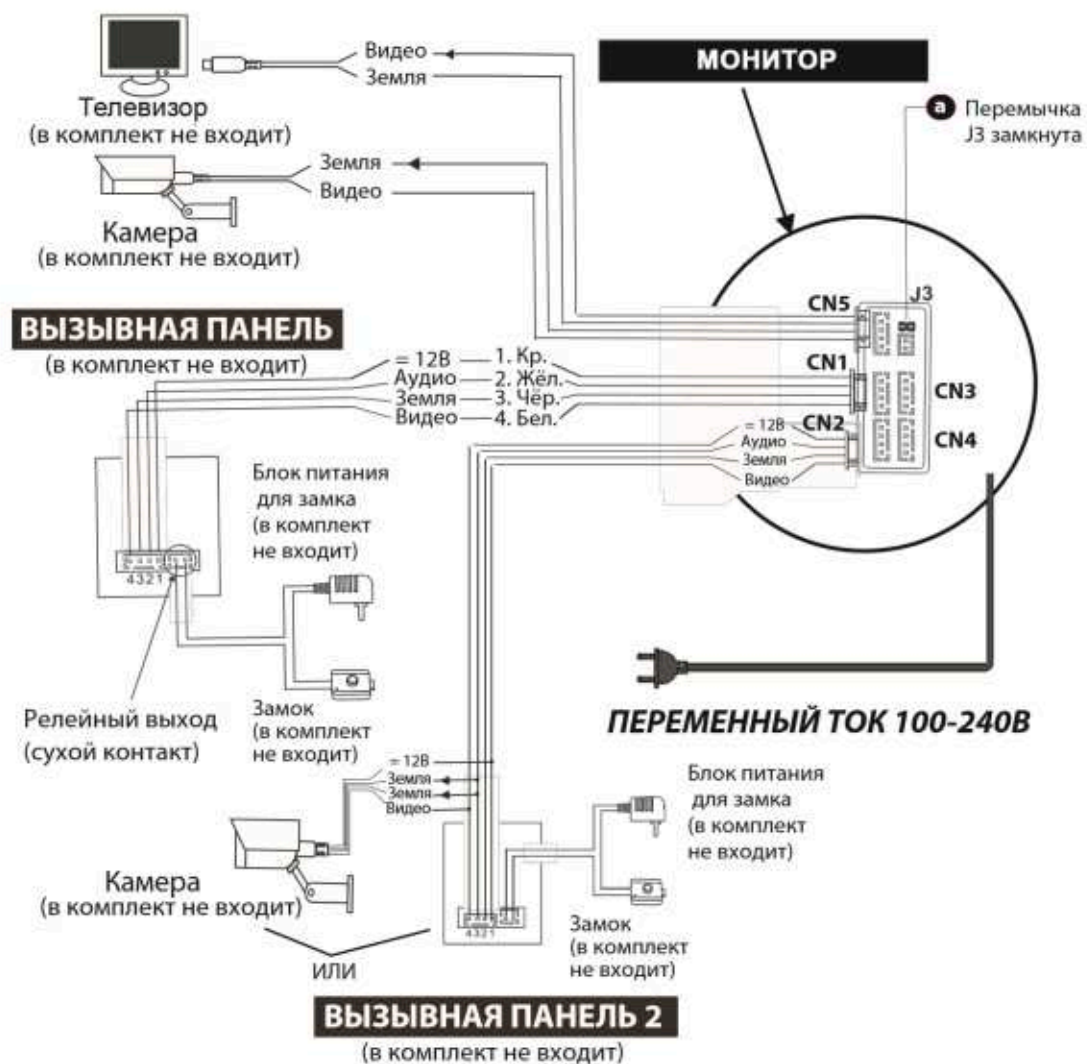 Видео
Земля
МОНИТОР
Телевизор
(в комплект не входит)
a
Перемычка
J3 замкнута
Земля
Видео
Камера
(в комплект не входит)
CN5
J3
ВЫЗЫВНАЯ ПАНЕЛЬ
(в комплект не входит)
= 12В
1. Кр.
Аудио
2. Жёл.
Земля
3. Чёр.
Видео
4. Бел.
CN1
CN3
CN2
CN4
= 12В
Аудио
Земля
Видео
Блок питания
для замка
(в комплект
не входит)
4321
Релейный выход
(сухой контакт)
Замок
(в комплект
не входит)
ПЕРЕМЕННЫЙ ТОК 100-240В
= 12В
Земля
Земля
Видео
Блок питания
для замка
(в комплект
не входит)
Камера
(в комплект не входит)
4321
Замок
(в комплект
не входит)
ИЛИ
ВЫЗЫВНАЯ ПАНЕЛЬ 2
(в комплект не входит)